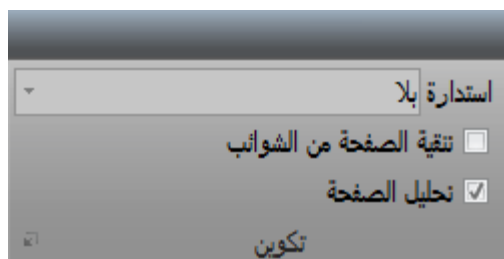 استدارة بلا
تنقية الصفحة من الشوائب
تحليل الصفحة
تكوين